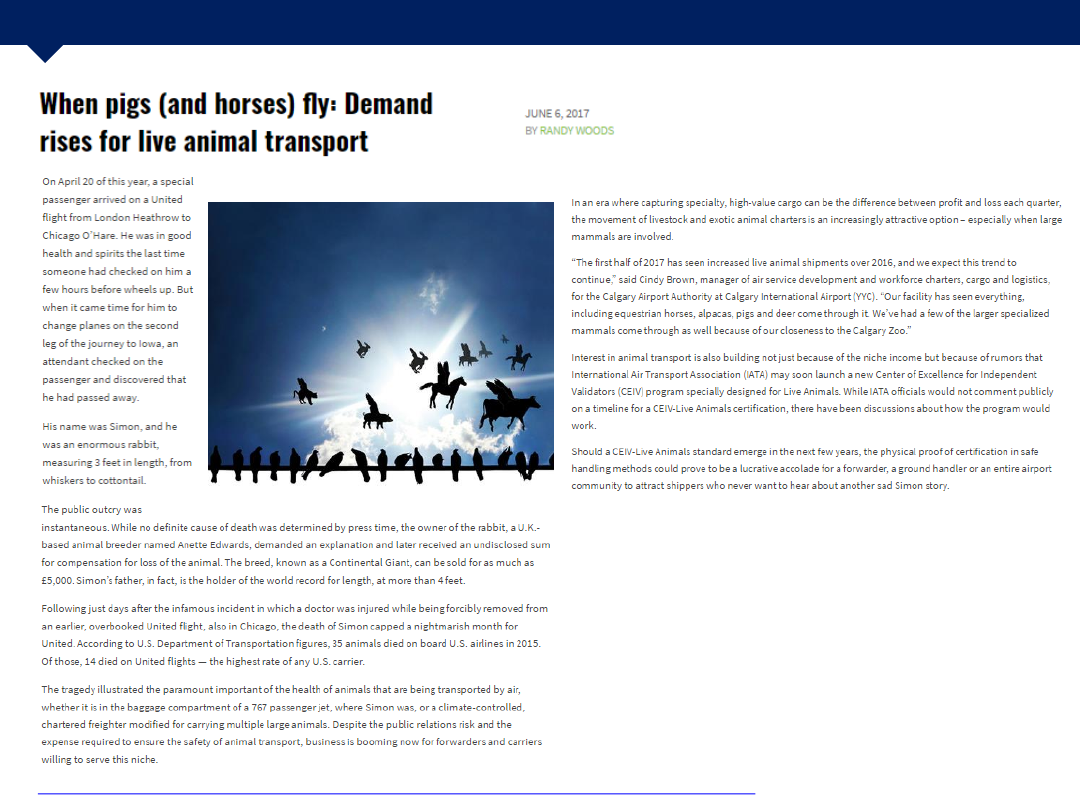 When pigs (and horses) fly: Demand
rises for live animal transport
JUNE 6, 2017
BY RANDY WOODS
On April 20 of this year, a special
passenger arrived on a United
flight from London Heathrow to
Chicago O'Hare. He was in good
health and spirits the last time
someone had checked on him a
few hours before wheels up. But
when it came time for him to
change planes on the second
leg of the journey to Iowa, an
attendant checked on the
passenger and discovered that
he had passed away.
His name was Simon, and he
was an enormous rabbit,
measuring 3 feet in length, from
whiskers to cottontail.
The public outcry was
instantaneous. While no definite cause of death was determined by press time, the owner of the rabbit, a U.K.-
based animal breeder named Anette Edwards, demanded an explanation and later received an undisclosed sum
for compensation for loss of the animal. The breed, known as a Continental Giant, can be sold for as much as
£5,000. Simon's father, in fact, is the holder of the world record for length, at more than 4 feet.
Following just days after the infamous incident in which a doctor was injured while being forcibly removed from
an earlier, overbooked United flight, also in Chicago, the death of Simon capped a nightmarish month for
United. According to U.S. Department of Transportation figures, 35 animals died on board U.S. airlines in 2015.
Of those, 14 died on United flights — the highest rate of any U.S. carrier.
The tragedy illustrated the paramount important of the health of animals that are being transported by air,
whether it is in the baggage compartment of a 767 passenger jet, where Simon was, or a climate-controlled,
chartered freighter modified for carrying multiple large animals. Despite the public relations risk and the
expense required to ensure the safety of animal transport, business is booming now for forwarders and carriers
willing to serve this niche.
In an era where capturing specialty, high-value cargo can be the difference between profit and loss each quarter,
the movement of livestock and exotic animal charters is an increasingly attractive option – especially when large
mammals are involved.
"The first half of 2017 has seen increased live animal shipments over 2016, and we expect this trend to
continue," said Cindy Brown, manager of air service development and workforce charters, cargo and logistics,
for the Calgary Airport Authority at Calgary International Airport (YYC). "Our facility has seen everything,
including equestrian horses, alpacas, pigs and deer come through it. We've had a few of the larger specialized
mammals come through as well because of our closeness to the Calgary Zoo."
Interest in animal transport is also building not just because of the niche income but because of rumors that
International Air Transport Association (IATA) may soon launch a new Center of Excellence for Independent
Validators (CEIV) program specially designed for Live Animals. While IATA officials would not comment publicly
on a timeline for a CEIV-Live Animals certification, there have been discussions about how the program would
work.
Should a CEIV-Live Animals standard emerge in the next few years, the physical proof of certification in safe
handling methods could prove to be a lucrative accolade for a forwarder, a ground handler or an entire airport
community to attract shippers who never want to hear about another sad Simon story.